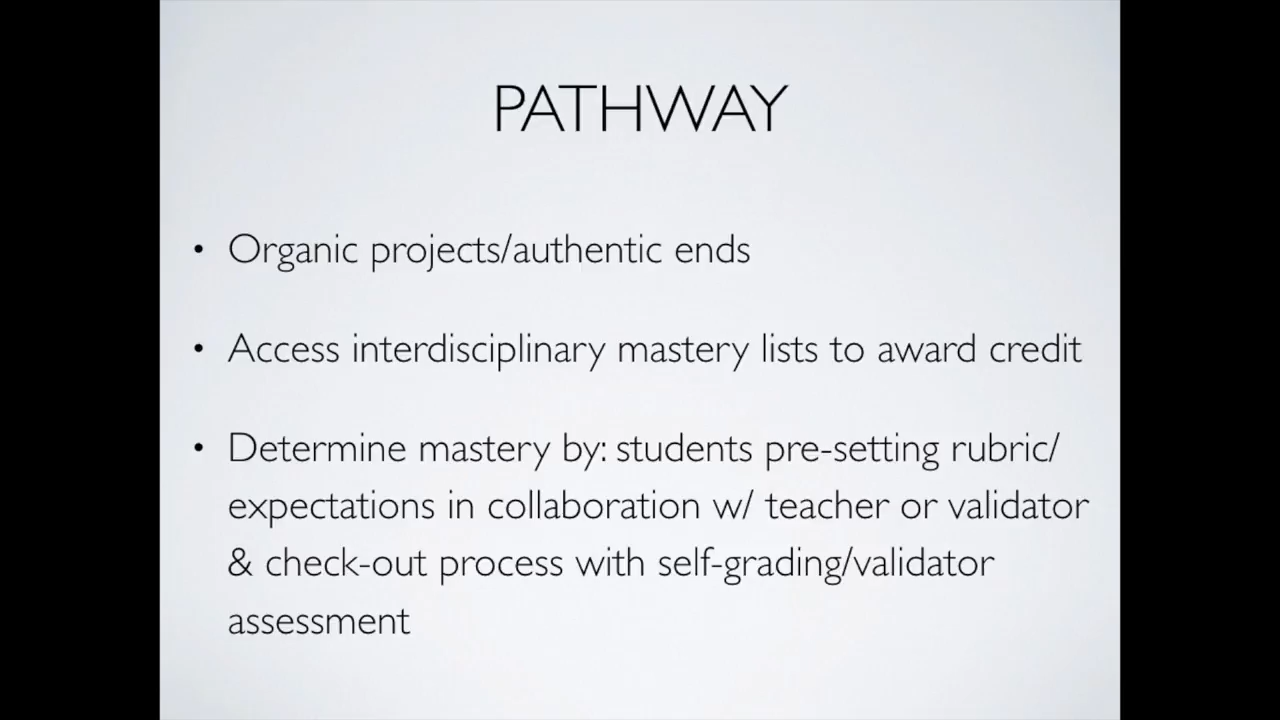 PATHWAY
• Organic projects/authentic ends
• Access interdisciplinary mastery lists to award credit
• Determine mastery by: students pre-setting rubric/
expectations in collaboration w/ teacher or validator
& check-out process with self-grading/validator
assessment